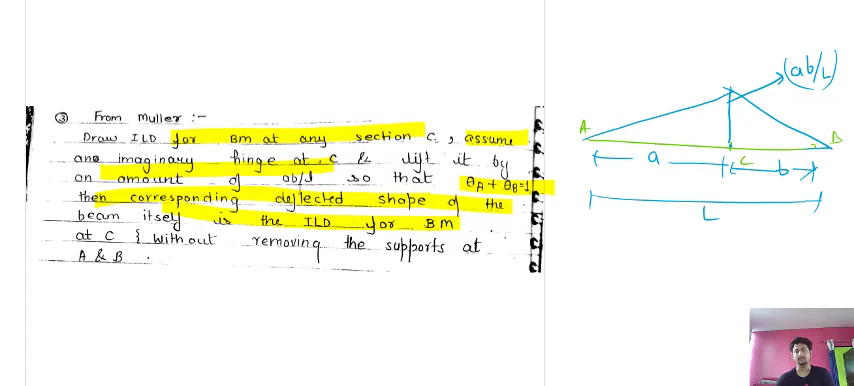 ③ From Muller :-
Draw ILD for BM at any section C, assume
one imaginary hinge at C & lift it by
an amount of ab/l so that θA + θB = 1
then corresponding deflected shape of the
beam itself is the ILD for BM
at C { without removing the supports at
A & B .
(ab/L)
A
B
C
a
b
L